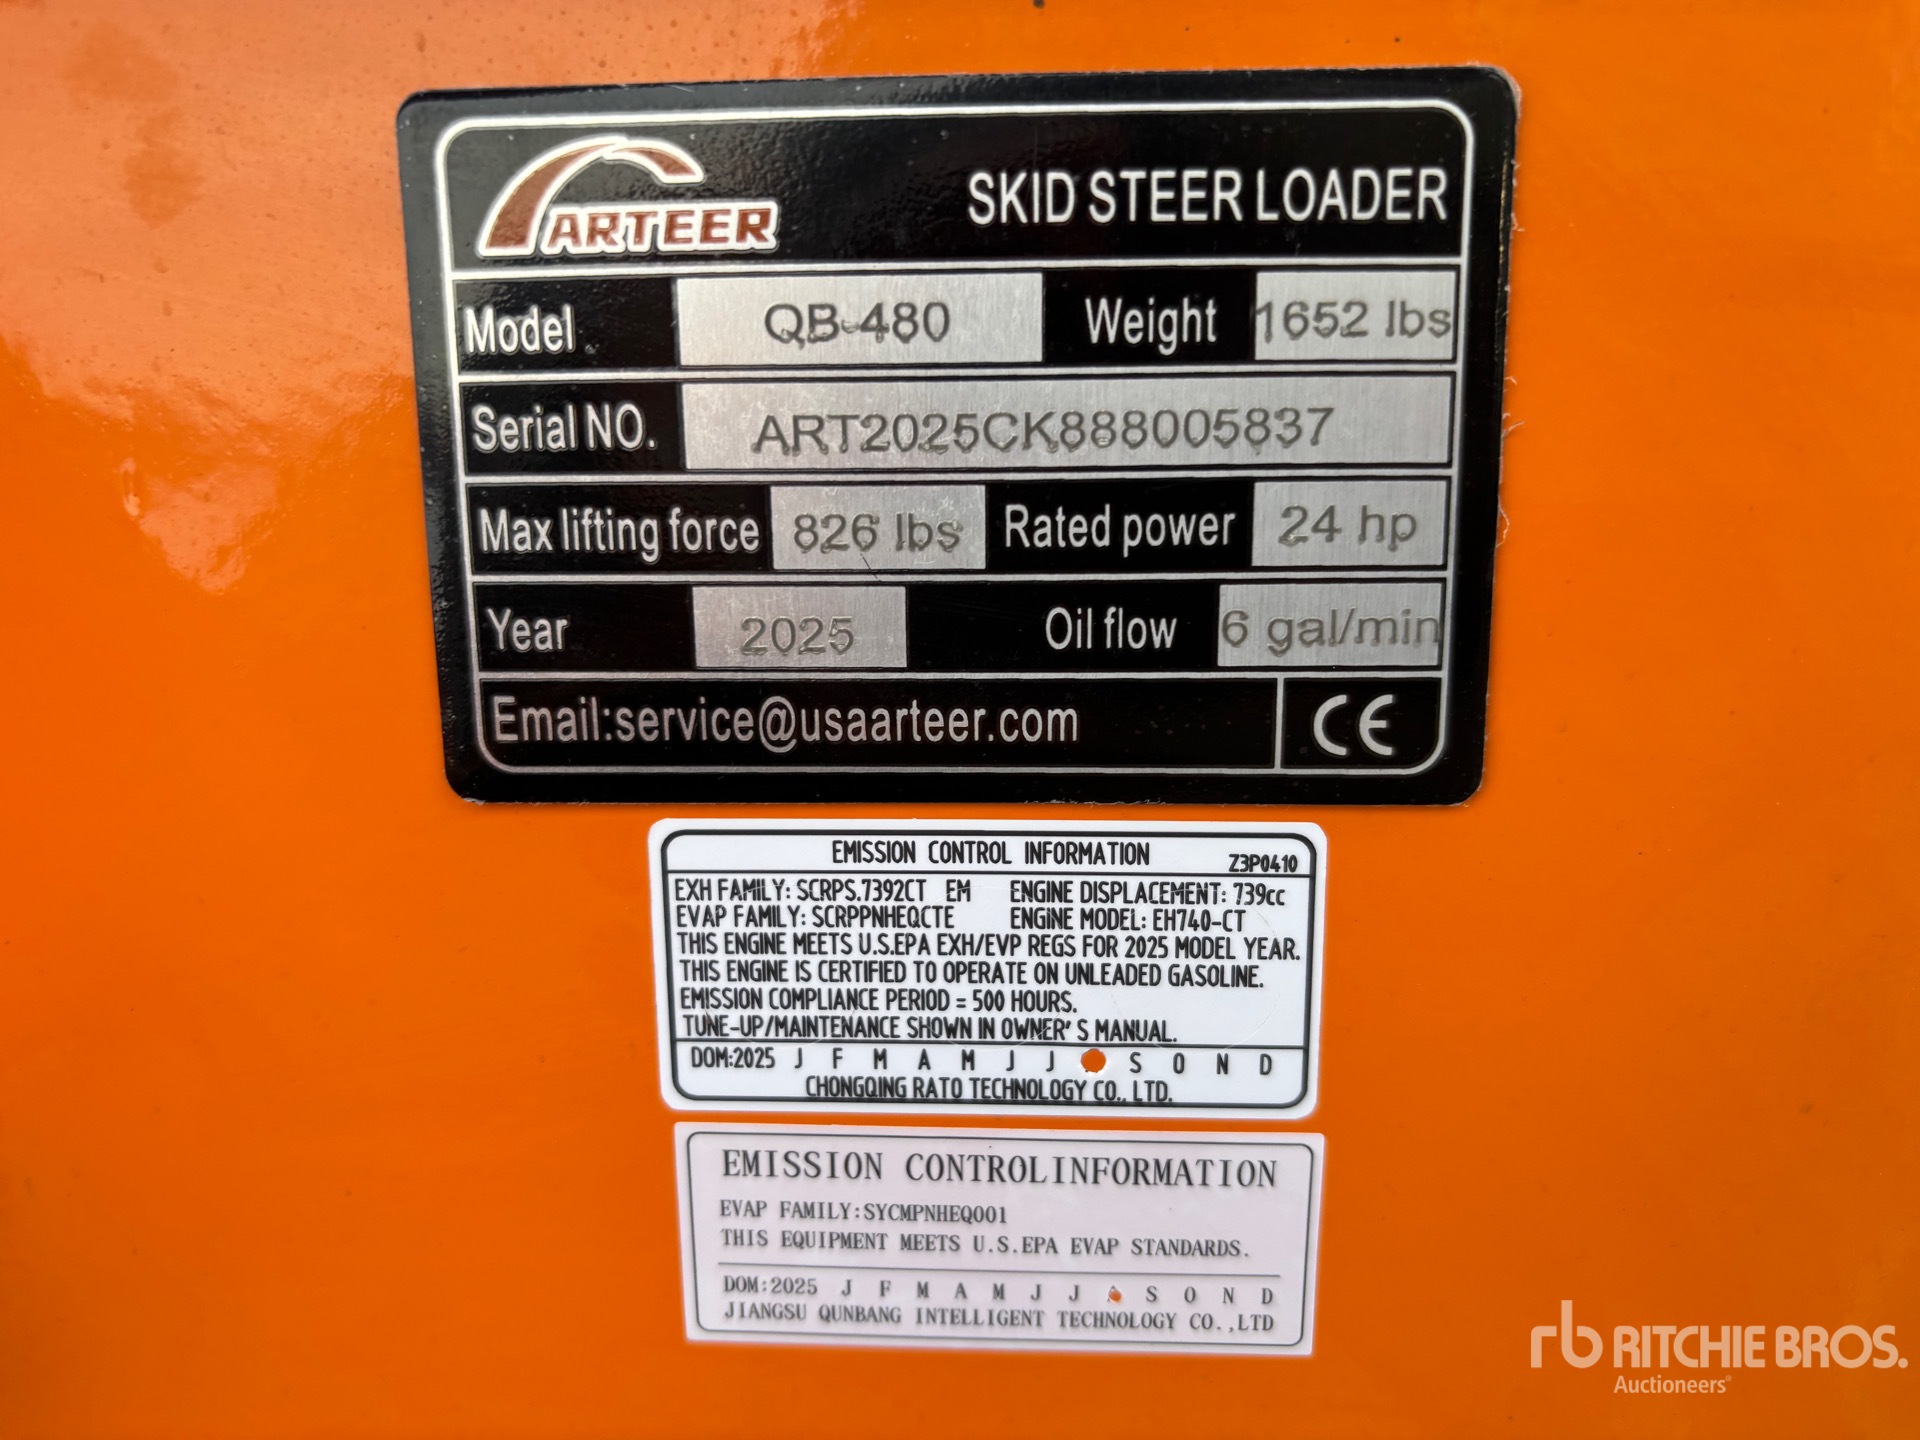 ARTEER SKID STEER LOADER
Model QB-480 Weight 1652 lbs
Serial NO. ART2025CK888005837
Max lifting force 826 lbs Rated power 24 hp
Year 2025 Oil flow 6 gal/min
Email:service@usaarteer.com CE
EMISSION CONTROL INFORMATION Z3P0410
EXH FAMILY: SCRPS.7392CT EM ENGINE DISPLACEMENT: 739cc
EVAP FAMILY: SCRPPNHEQCTE ENGINE MODEL: EH740-CT
THIS ENGINE MEETS U.S.EPA EXH/EVP REGS FOR 2025 MODEL YEAR.
THIS ENGINE IS CERTIFIED TO OPERATE ON UNLEADED GASOLINE.
EMISSION COMPLIANCE PERIOD = 500 HOURS.
TUNE-UP/MAINTENANCE SHOWN IN OWNER'S MANUAL.
DOM:2025 J F M A M J J S O N D
CHONGQING RATO TECHNOLOGY CO., LTD.
EMISSION CONTROLINFORMATION
EVAP FAMILY:SYCMPNHEQ001
THIS EQUIPMENT MEETS U.S.EPA EVAP STANDARDS.
DOM:2025 J F M A M J J A S O N D
JIANGSU QUNBANG INTELLIGENT TECHNOLOGY CO.,LTD
rb RITCHIE BROS.
Auctioneers